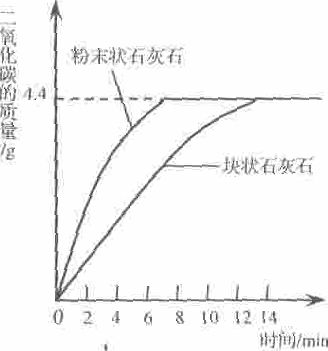 二氧化碳的质量/g
粉末状石灰石
4.4
块状石灰石
0 2 4 6 8 10 12 14
时间/min